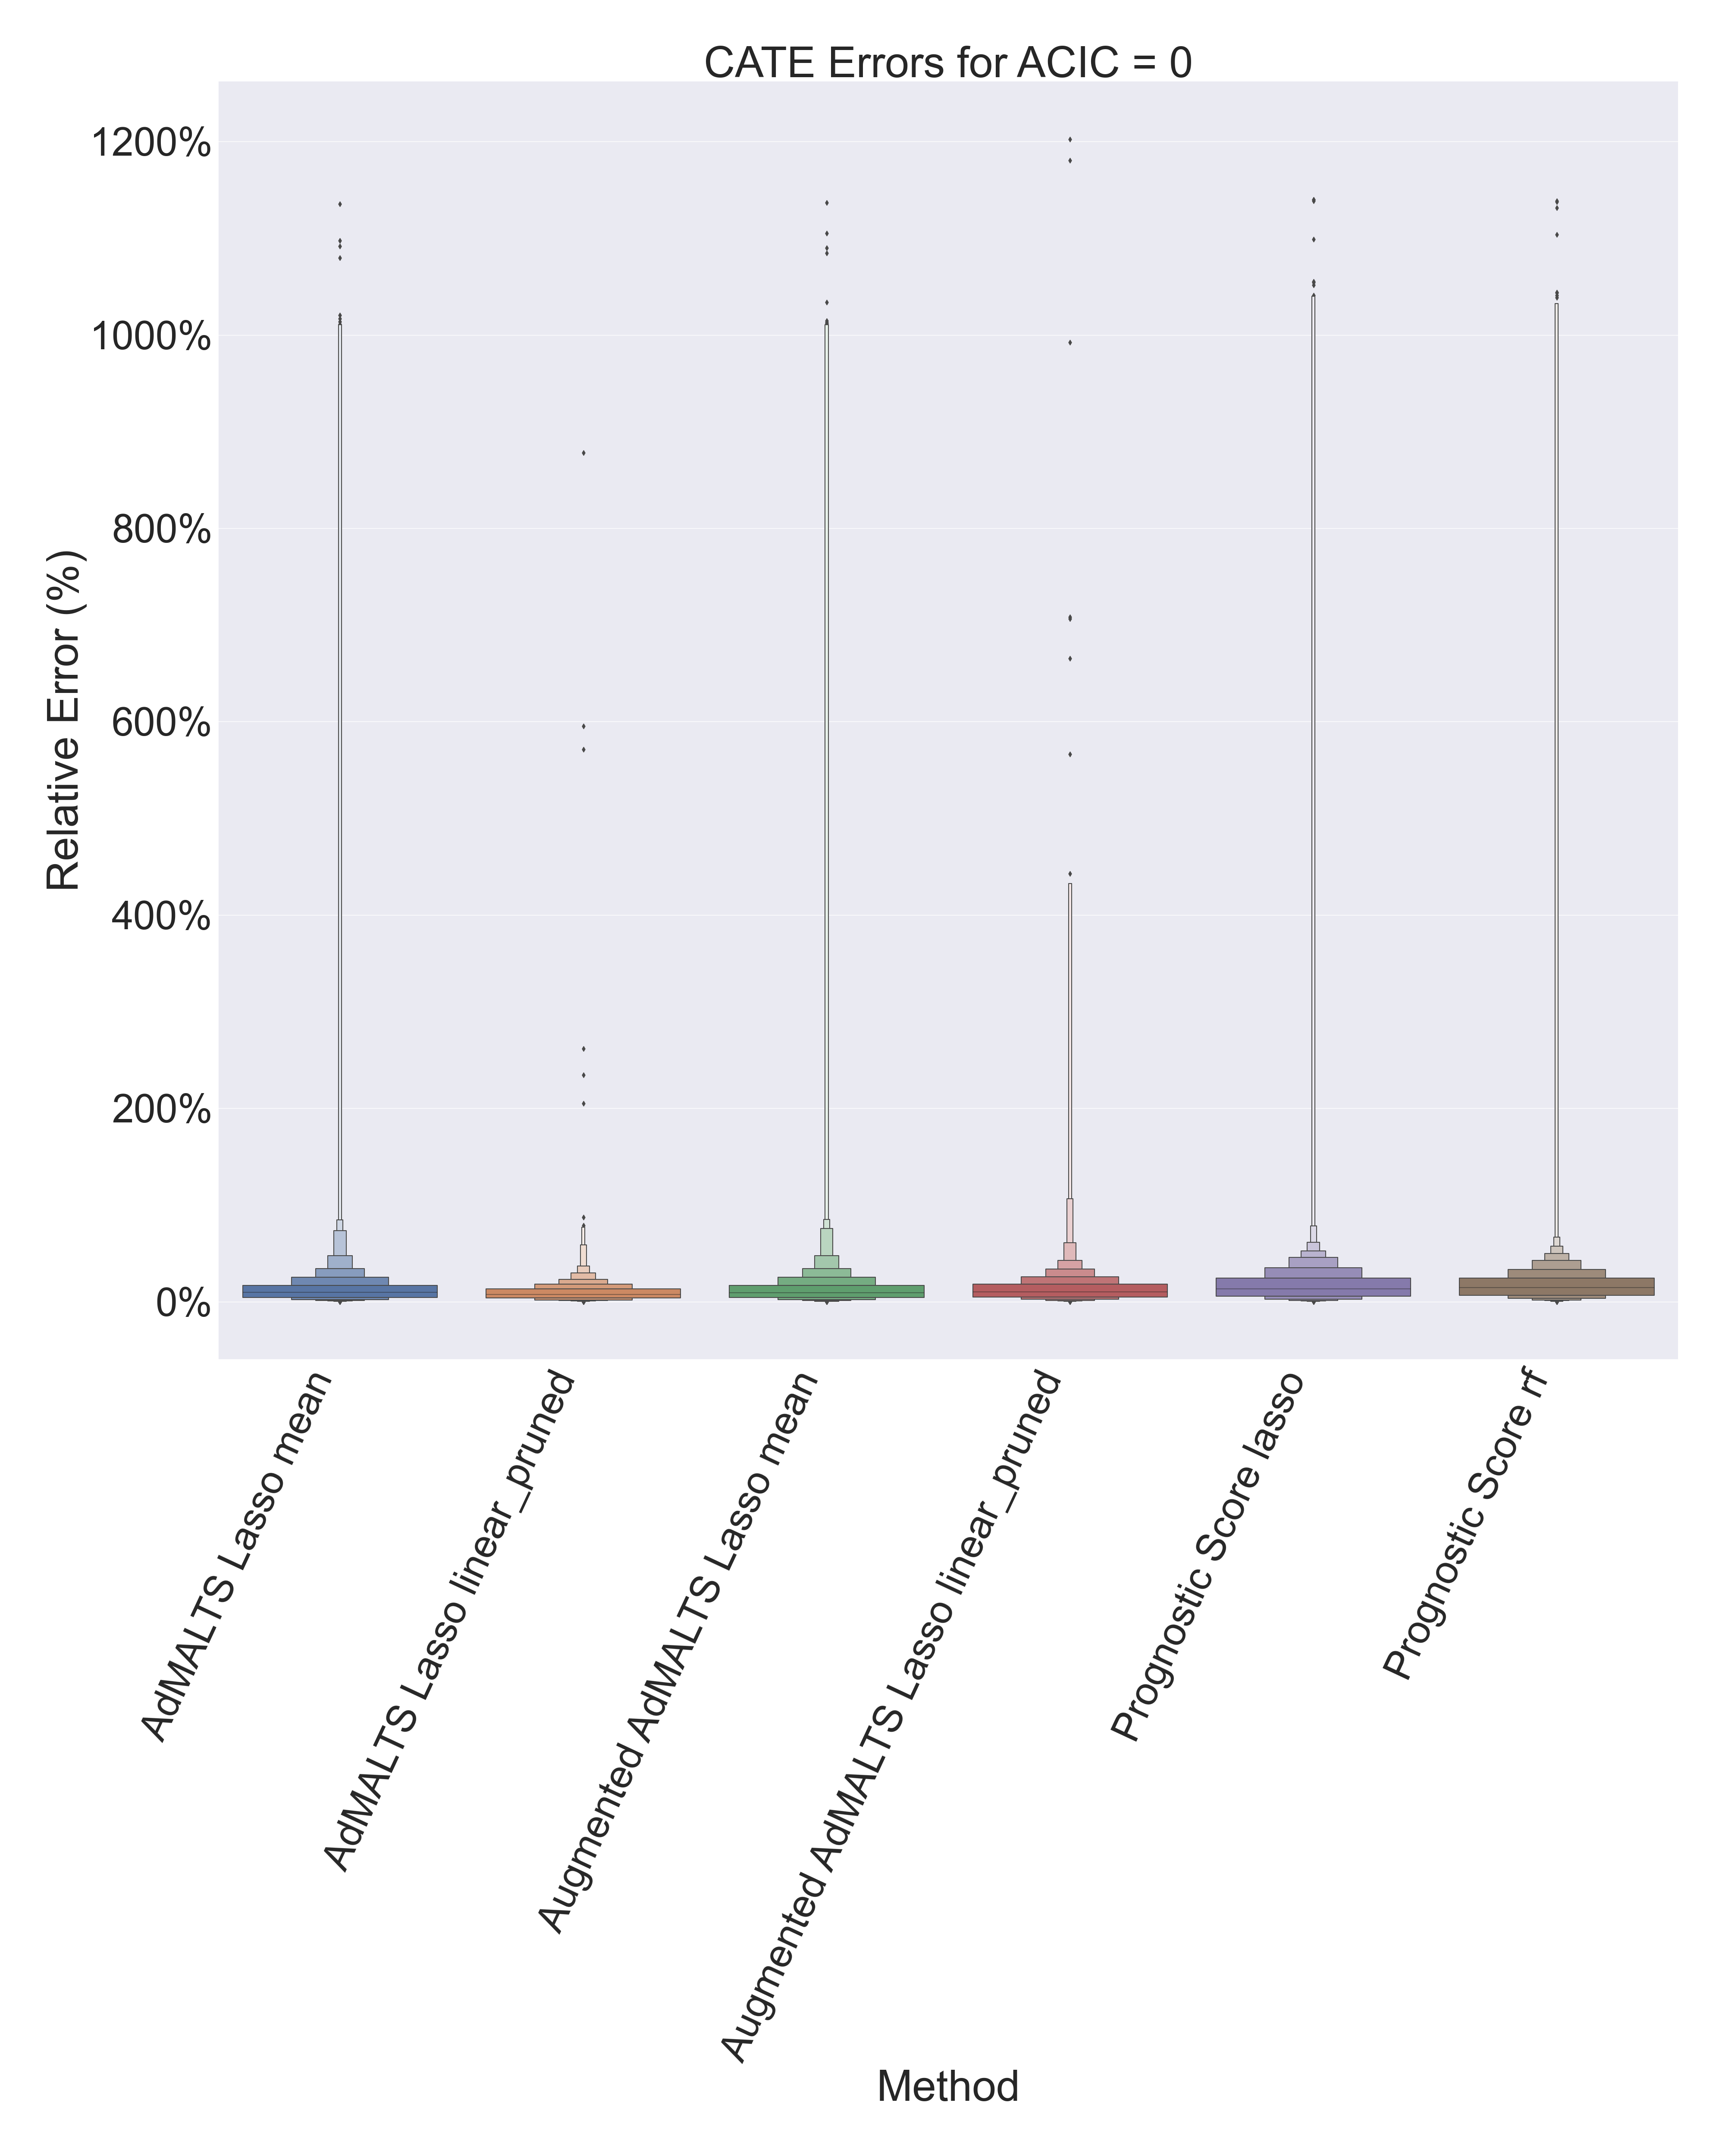 CATE Errors for ACIC = 0
1200%
1000%
800%
600%
400%
200%
0%
Relative Error (%)
AdMALTS Lasso mean
AdMALTS Lasso linear_pruned
Augmented AdMALTS Lasso mean
Augmented AdMALTS Lasso linear_pruned
Prognostic Score lasso
Prognostic Score rf
Method